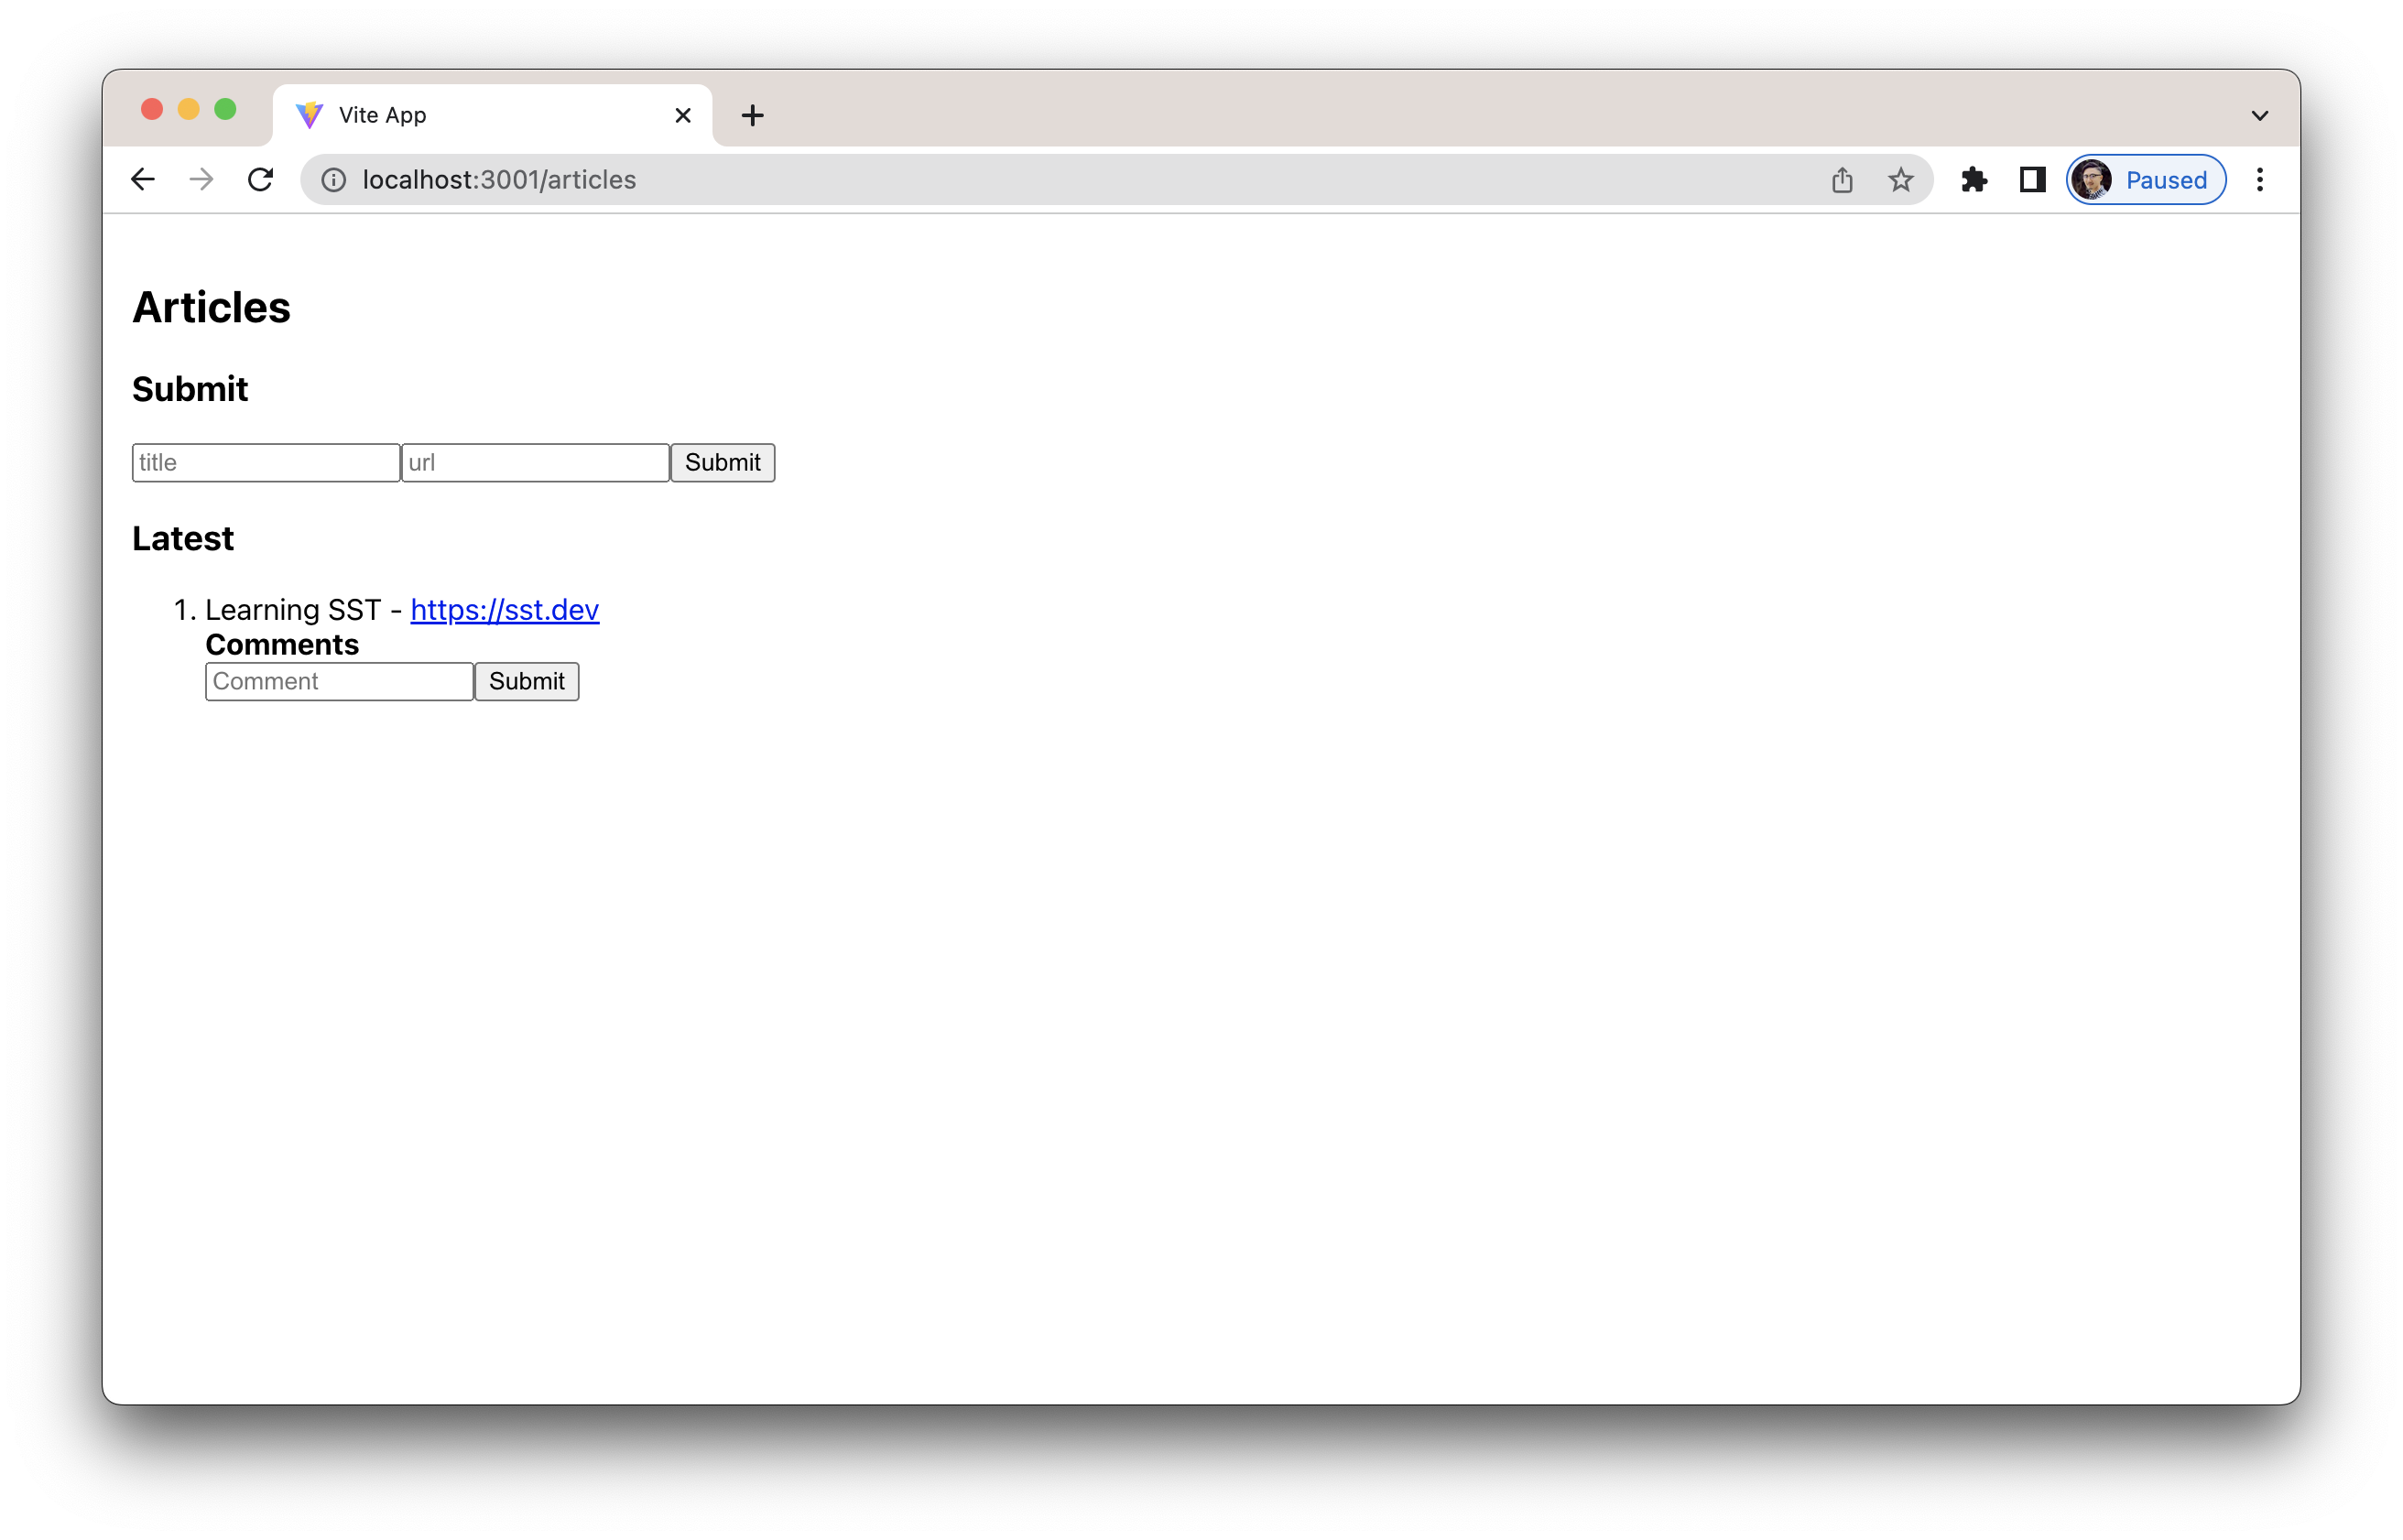 Vite App
localhost:3001/articles
Paused
Articles
Submit
title url Submit
Latest
1. Learning SST - https://sst.dev
Comments
Comment Submit